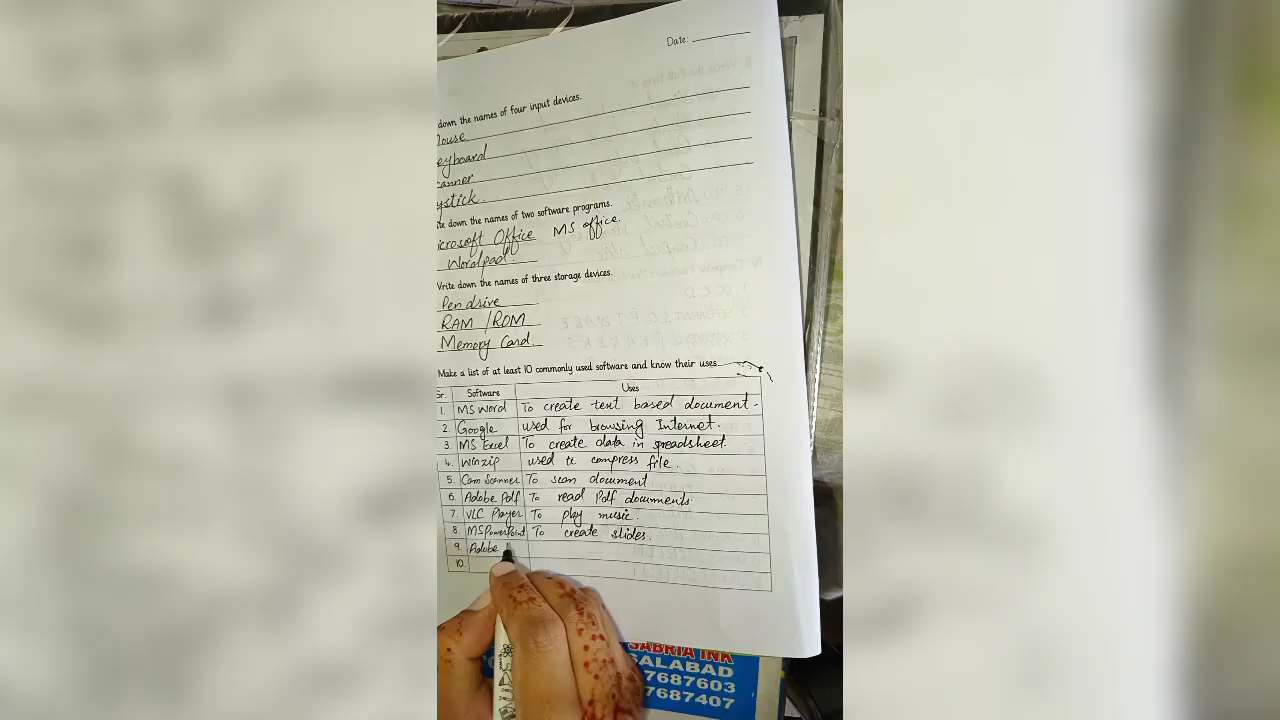 Date:
down the names of four input devices.
ouse
eyboard
canner
ystick
te down the names of two software programs.
icrosoft Office MS office.
Wordpad.
Write down the names of three storage devices.
Pendrive
RAM / ROM
Memory Card.
Make a list of at least 10 commonly used software and know their uses.
Sr. Software Uses
1. MS Word To create text based document.
2. Google used for browsing Internet.
3. MS Excel To create data in spreadsheet.
4. Winzip used to compress file.
5. Cam Scanner To scan document
6. Adobe Pdf To read Pdf documents
7. VLC Player To play music.
8. MS PowerPoint To create slides.
9. Adobe
10.
SABRIA INK
SALABAD
7687603
7687407